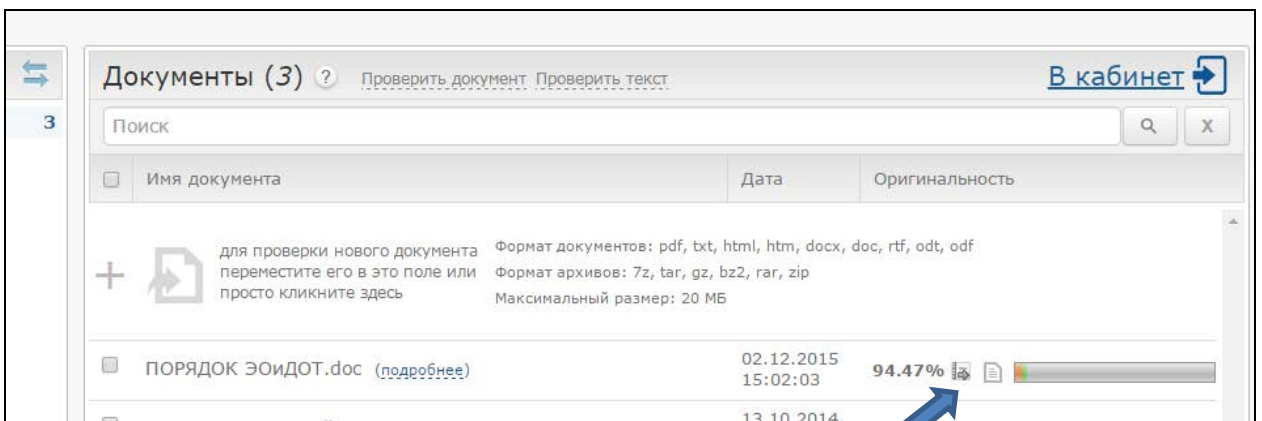 Документы (3) ? Проверить документ Проверить текст В кабинет
3
Поиск X
Имя документа Дата Оригинальность
для проверки нового документа
переместите его в это поле или
просто кликните здесь
Формат документов: pdf, txt, html, htm, docx, doc, rtf, odt, odf
Формат архивов: 7z, tar, gz, bz2, rar, zip
Максимальный размер: 20 МБ
ПОРЯДОК ЭОиДОТ.doc (подробнее)
02.12.2015
15:02:03
94.47%
13.10.2014